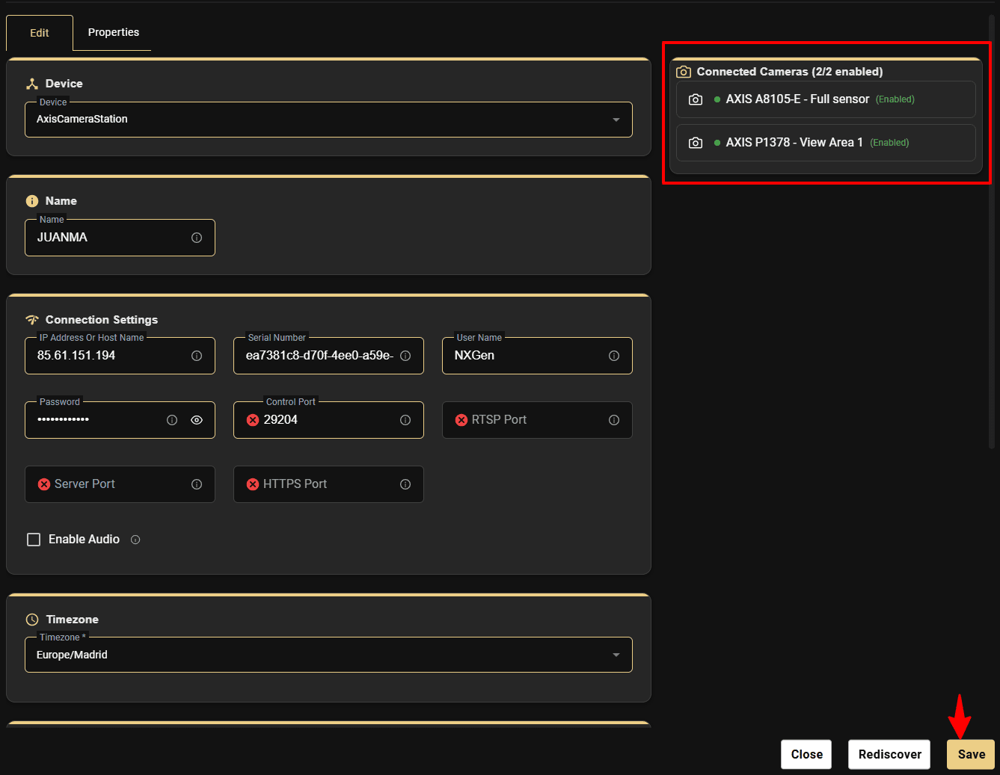 Edit
Properties
Device
Device
AxisCameraStation
Name
Name
JUANMA
Connection Settings
IP Address Or Host Name
85.61.151.194
Serial Number
ea7381c8-d70f-4ee0-a59e-
User Name
NXGen
Password
••••••••••••
Control Port
29204
RTSP Port
Server Port
HTTPS Port
Enable Audio
Timezone
Timezone *
Europe/Madrid
Connected Cameras (2/2 enabled)
AXIS A8105-E - Full sensor (Enabled)
AXIS P1378 - View Area 1 (Enabled)
Close
Rediscover
Save